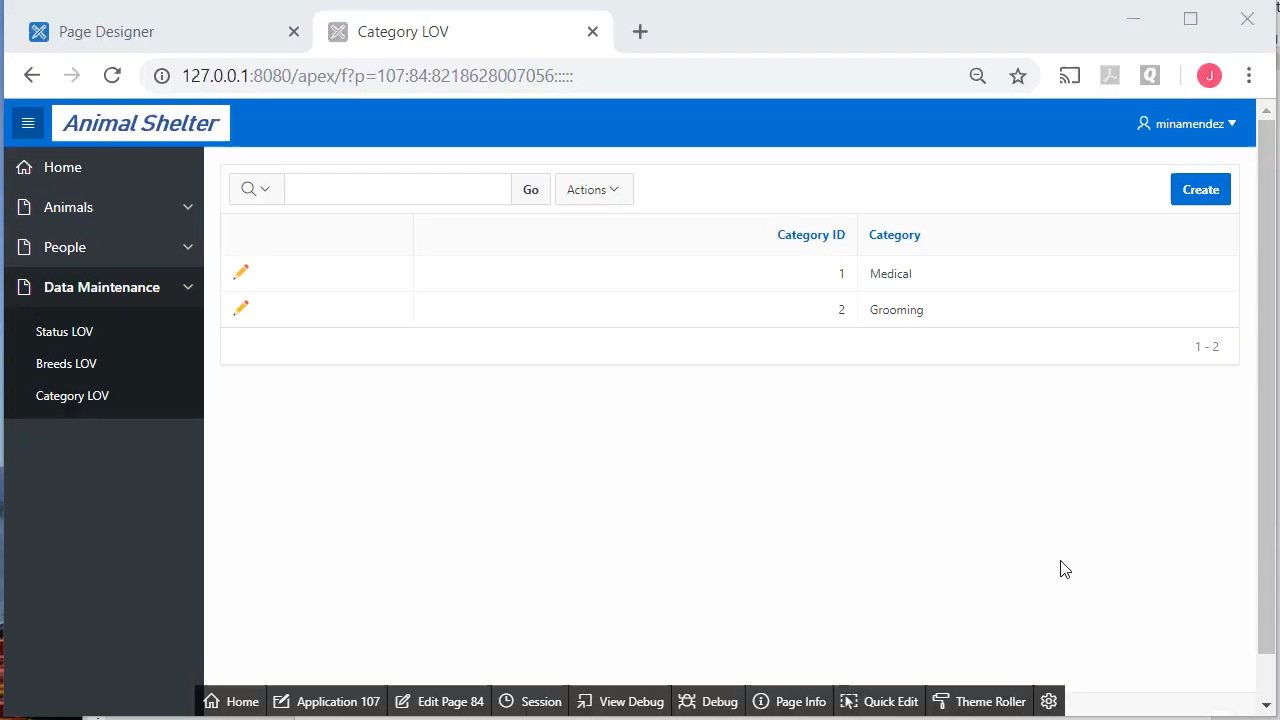 Page Designer
Category LOV
127.0.0.1:8080/apex/f?p=107:84:8218628007056:::::
Q
J
Animal Shelter
minamendez
Home
Animals
People
Data Maintenance
Status LOV
Breeds LOV
Category LOV
Go
Actions
Create
Category ID Category
1 Medical
2 Grooming
1 - 2
Home Application 107 Edit Page 84 Session View Debug Debug Page Info Quick Edit Theme Roller